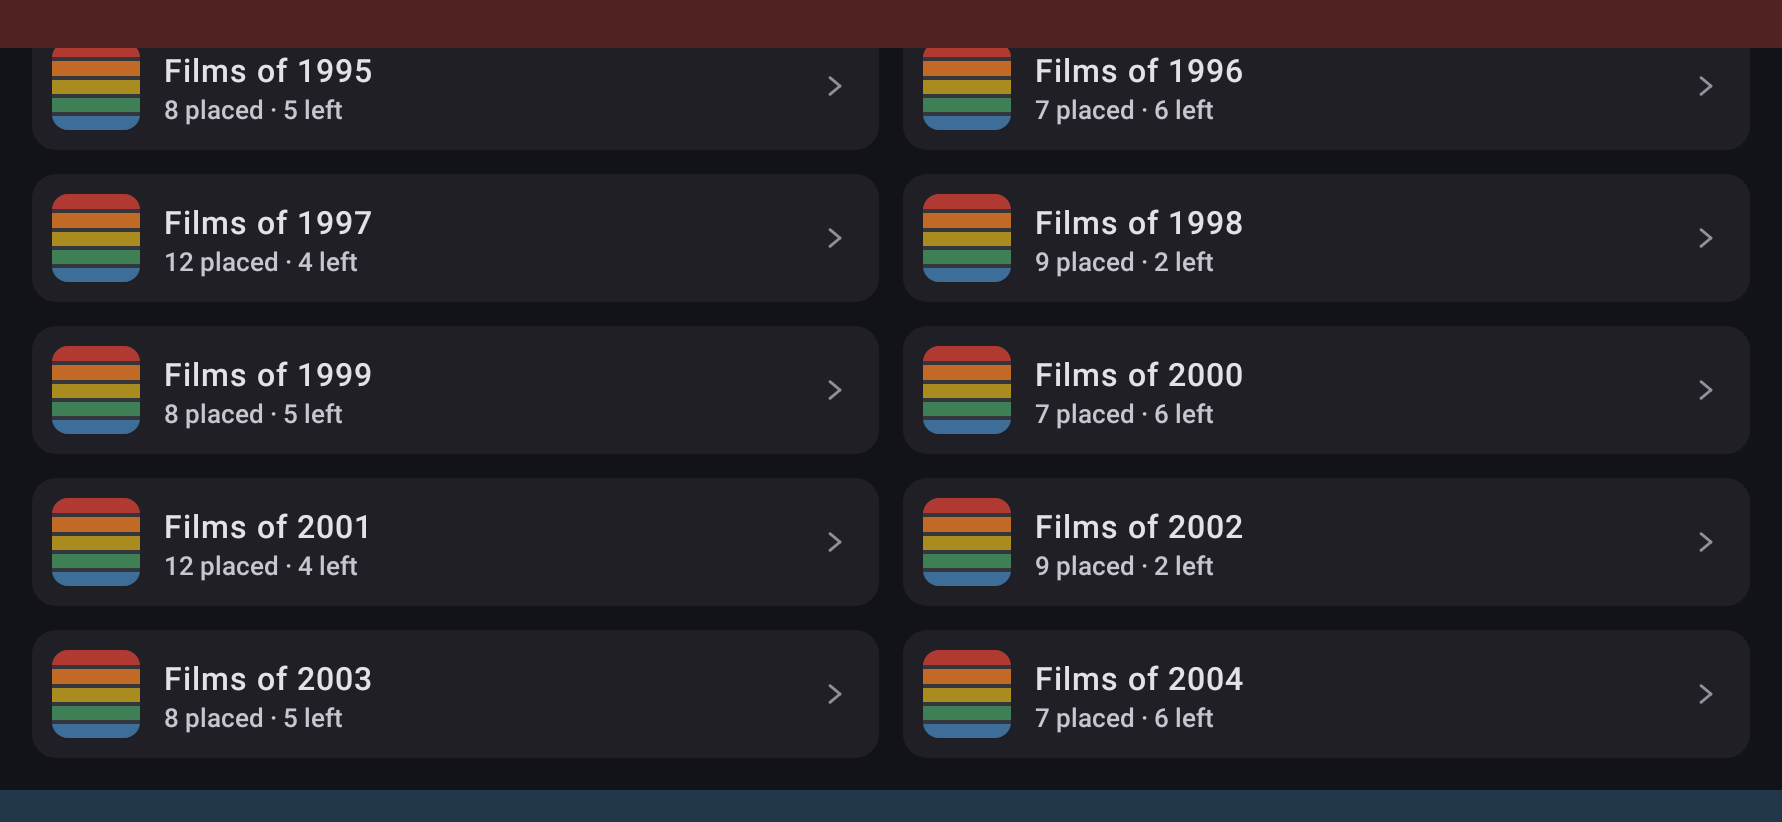 Films of 1995
8 placed · 5 left
Films of 1996
7 placed · 6 left
Films of 1997
12 placed · 4 left
Films of 1998
9 placed · 2 left
Films of 1999
8 placed · 5 left
Films of 2000
7 placed · 6 left
Films of 2001
12 placed · 4 left
Films of 2002
9 placed · 2 left
Films of 2003
8 placed · 5 left
Films of 2004
7 placed · 6 left